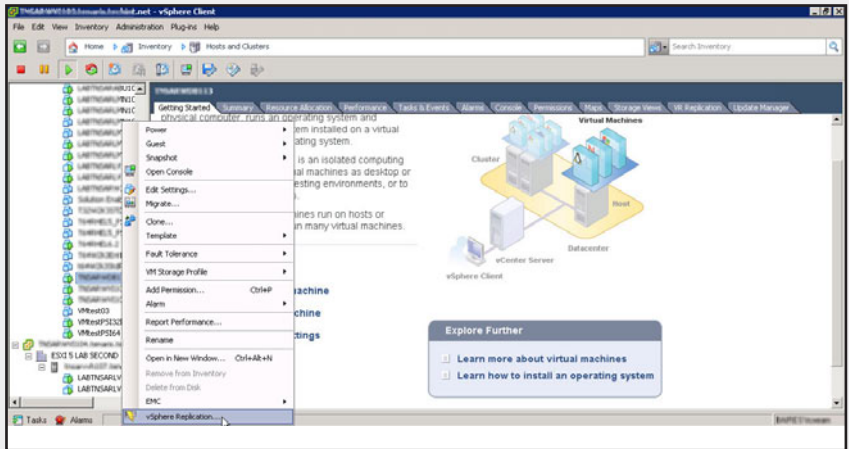 .net - vSphere Client
File Edit View Inventory Administration Plug-ins Help
Home Inventory Hosts and Clusters
Search Inventory
Getting Started Summary Resource Allocation Performance Tasks & Events Alarms Console Permissions Maps Storage Views VR Replication Update Manager
physical computer, runs an operating system and
em installed on a virtual
ating system.
is an isolated computing
ual machines as desktop or
esting environments, or to
ines run on hosts or
un many virtual machines.
achine
chine
ttings
Virtual Machines
Cluster
Host
Datacenter
vCenter Server
vSphere Client
Explore Further
Learn more about virtual machines
Learn how to install an operating system
Power
Guest
Snapshot
Open Console
Edit Settings...
Migrate...
Clone...
Template
Fault Tolerance
VM Storage Profile
Add Permission... Ctrl+P
Alarm
Report Performance...
Rename
Open in New Window... Ctrl+Alt+N
Remove from Inventory
Delete from Disk
EMC
vSphere Replication...
VMtest03
VMtestPSI32
VMtestPSI64
ESXI 5 LAB SECOND
LABTNSARLV
LABTNSARLV
Tasks Alarms